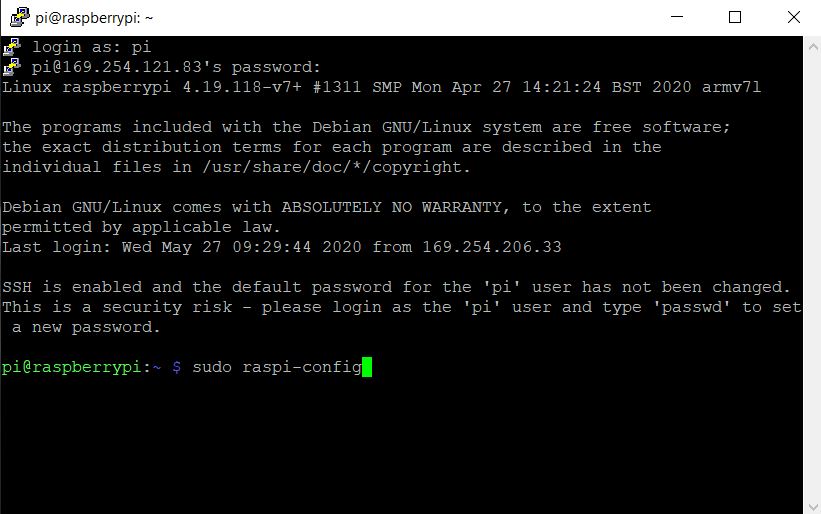 pi@raspberrypi: ~
login as: pi
pi@169.254.121.83's password:
Linux raspberrypi 4.19.118-v7+ #1311 SMP Mon Apr 27 14:21:24 BST 2020 armv7l
The programs included with the Debian GNU/Linux system are free software;
the exact distribution terms for each program are described in the
individual files in /usr/share/doc/*/copyright.
Debian GNU/Linux comes with ABSOLUTELY NO WARRANTY, to the extent
permitted by applicable law.
Last login: Wed May 27 09:29:44 2020 from 169.254.206.33
SSH is enabled and the default password for the 'pi' user has not been changed.
This is a security risk - please login as the 'pi' user and type 'passwd' to set
a new password.
pi@raspberrypi:~ $ sudo raspi-config